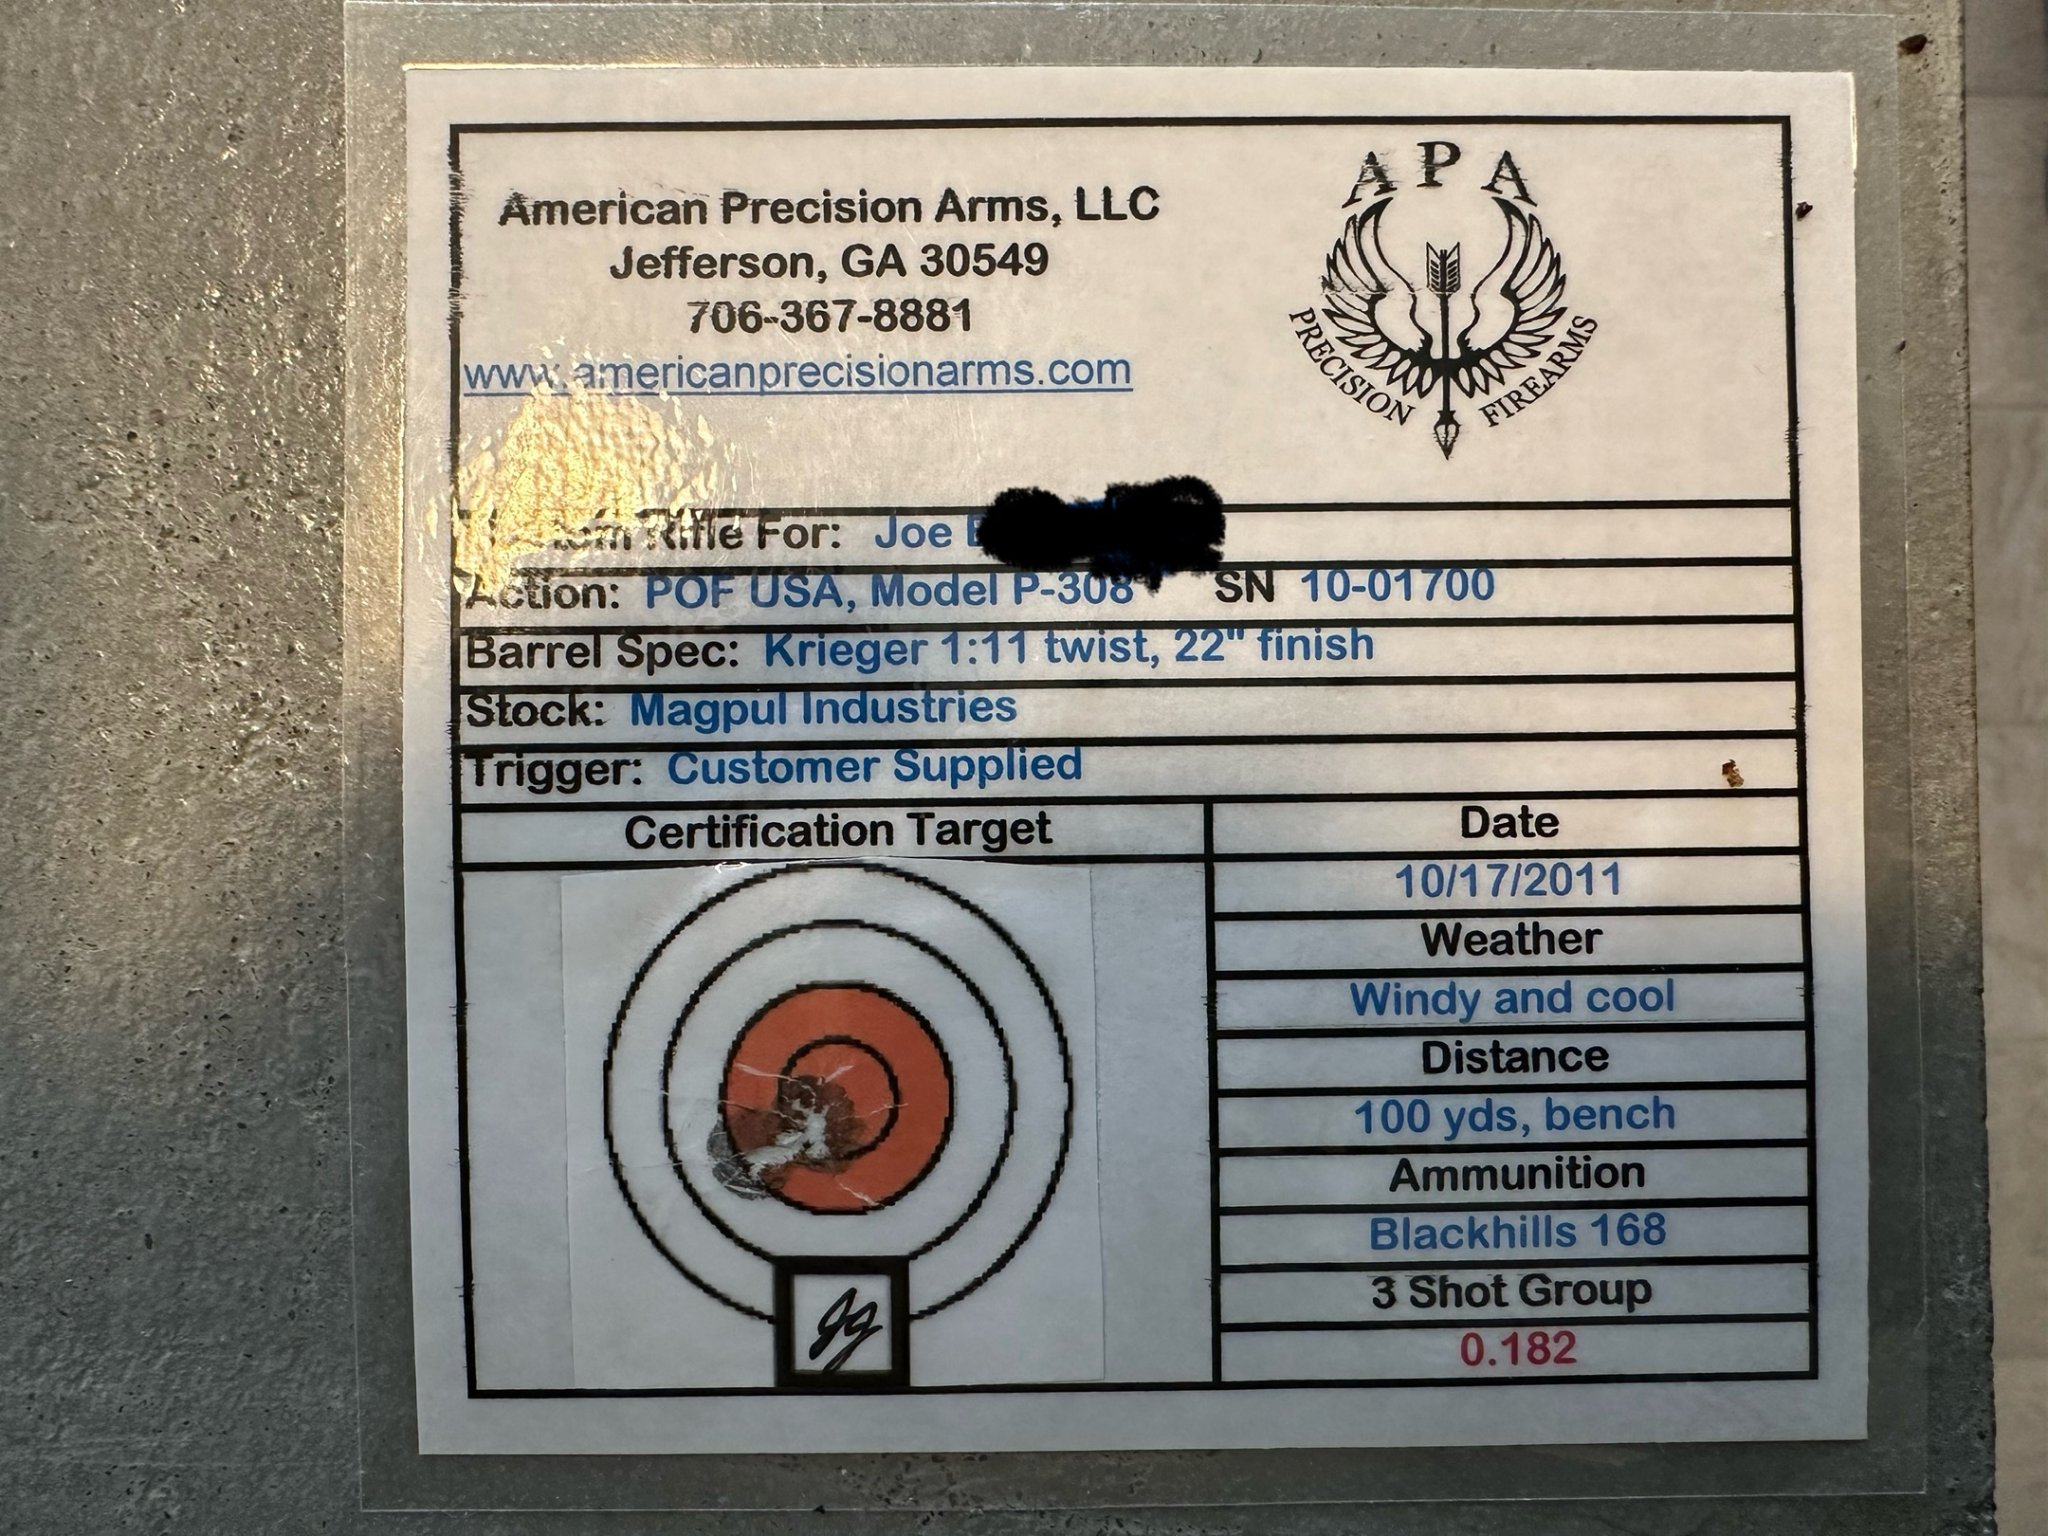 American Precision Arms, LLC
Jefferson, GA 30549
706-367-8881
www.americanprecisionarms.com
APA
PRECISION FIREARMS
Rifle For: Joe
Action: POF USA, Model P-308 SN 10-01700
Barrel Spec: Krieger 1:11 twist, 22" finish
Stock: Magpul Industries
Trigger: Customer Supplied
Certification Target
Date
10/17/2011
Weather
Windy and cool
Distance
100 yds, bench
Ammunition
Blackhills 168
3 Shot Group
0.182